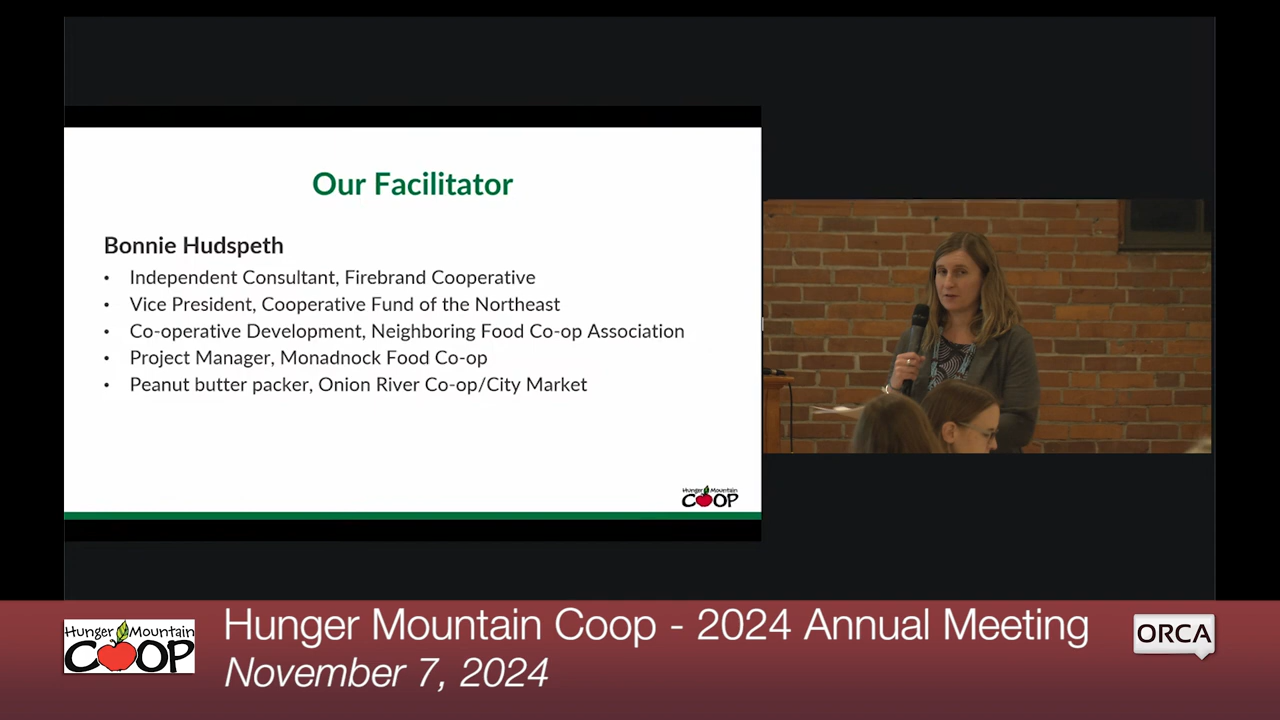 Our Facilitator
Bonnie Hudspeth
• Independent Consultant, Firebrand Cooperative
• Vice President, Cooperative Fund of the Northeast
• Co-operative Development, Neighboring Food Co-op Association
• Project Manager, Monadnock Food Co-op
• Peanut butter packer, Onion River Co-op/City Market
Hunger Mountain
COOP
Hunger Mountain
COOP
Hunger Mountain Coop - 2024 Annual Meeting
November 7, 2024
ORCA